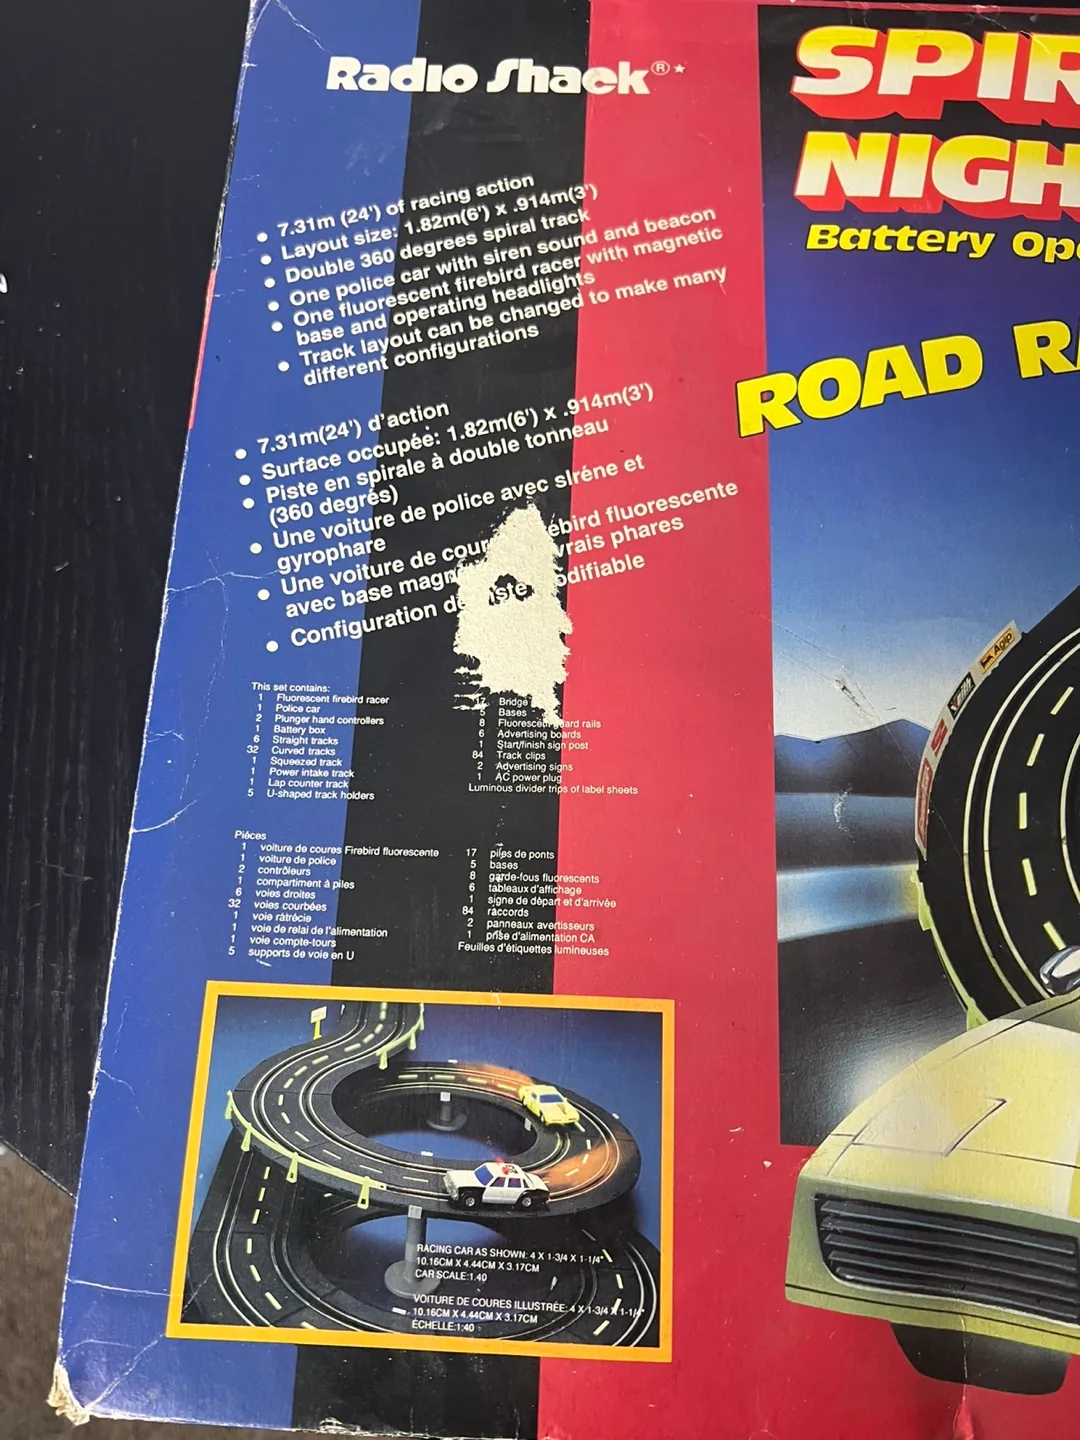 Radio Shack®*
SPIR
NIGH
Battery Ope
ROAD RA
• 7.31m (24') of racing action
• Layout size: 1.82m(6') x .914m(3')
• Double 360 degrees spiral track
• One police car with siren sound and beacon
• One fluorescent firebird racer with magnetic
base and operating headlights
• Track layout can be changed to make many
different configurations
• 7.31m(24') d'action
• Surface occupée: 1.82m(6') x .914m(3')
• Piste en spirale à double tonneau
(360 degrés)
• Une voiture de police avec siréne et
gyrophare
• Une voiture de cour ebird fluorescente
avec base magn vrais phares
• Configuration de iste odifiable
This set contains:
1 Fluorescent firebird racer
1 Police car
2 Plunger hand controllers
1 Battery box
6 Straight tracks
32 Curved tracks
1 Squeezed track
1 Power intake track
1 Lap counter track
5 U-shaped track holders
17 Bridge
5 Bases
8 Fluorescent guard rails
6 Advertising boards
1 Start/finish sign post
84 Track clips
2 Advertising signs
1 AC power plug
Luminous divider trips of label sheets
Piéces
1 voiture de coures Firebird fluorescente
1 voiture de police
2 contrôleurs
1 compartiment à piles
6 voies droites
32 voies courbées
1 voie râtrécie
1 voie de relai de l'alimentation
1 voie compte-tours
5 supports de voie en U
17 piles de ponts
5 bases
8 garde-fous fluorescents
6 tableaux d'affichage
1 signe de départ et d'arrivée
84 raccords
2 panneaux avertisseurs
1 prise d'alimentation CA
Feuilles d'étiquettes lumineuses
Agip
RACING CAR AS SHOWN: 4 X 1-3/4 X 1-1/4"
10.16CM X 4.44CM X 3.17CM
CAR SCALE:1:40
VOITURE DE COURES ILLUSTRÉE: 4 X 1-3/4 X 1-1/4"
10.16CM X 4.44CM X 3.17CM
ÉCHELLE:1:40